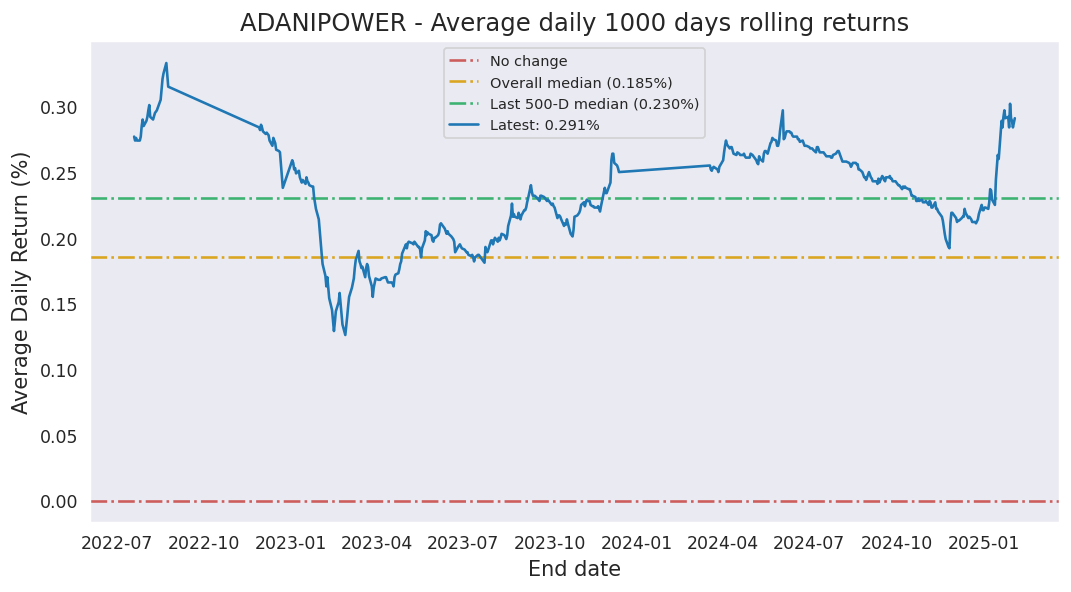 ADANIPOWER - Average daily 1000 days rolling returns
No change
Overall median (0.185%)
Last 500-D median (0.230%)
Latest: 0.291%
Average Daily Return (%)
0.30
0.25
0.20
0.15
0.10
0.05
0.00
2022-07 2022-10 2023-01 2023-04 2023-07 2023-10 2024-01 2024-04 2024-07 2024-10 2025-01
End date